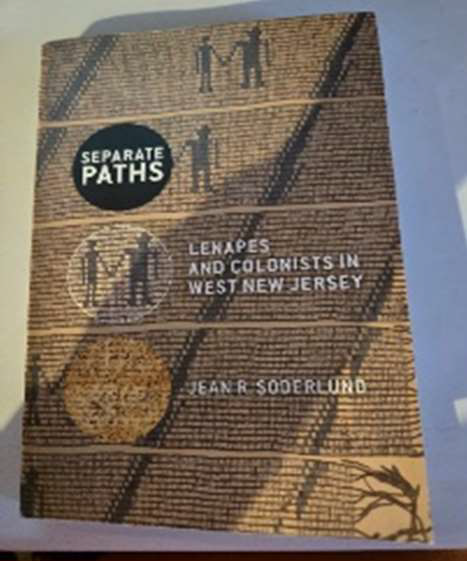 SEPARATE
PATHS
LENAPES
AND COLONISTS IN
WEST NEW JERSEY
JEAN R. SODERLUND